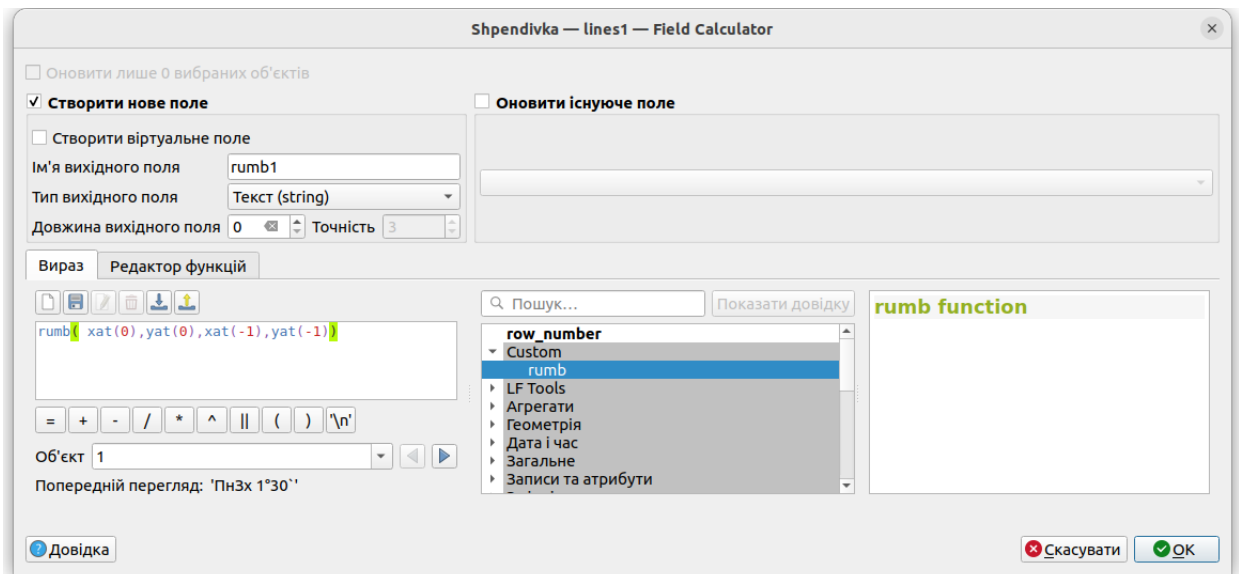 Shpendivka — lines1 — Field Calculator
Оновити лише 0 вибраних об'єктів
Створити нове поле
Оновити існуюче поле
Створити віртуальне поле
Ім'я вихідного поля rumb1
Тип вихідного поля Текст (string)
Довжина вихідного поля 0 Точність 3
Вираз Редактор функцій
rumb( xat(0),yat(0),xat(-1),yat(-1))
= + - / * ^ || ( ) '\n'
Об'єкт 1
Попередній перегляд: 'ПнЗх 1°30`'
Пошук... Показати довідку
row_number
Custom
rumb
LF Tools
Агрегати
Геометрія
Дата і час
Загальне
Записи та атрибути
rumb function
Довідка
Скасувати
OK